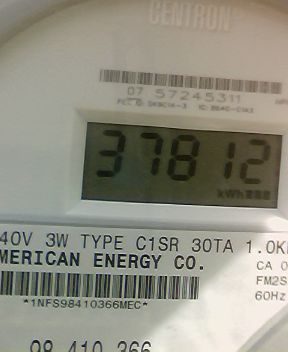 CENTRON
07 57245311
37812
kWh
40V 3W TYPE C1SR 30TA 1.0K
MERICAN ENERGY CO.
CA 0
FM2S
60Hz
*1NFS98410366MEC*
98 410 366